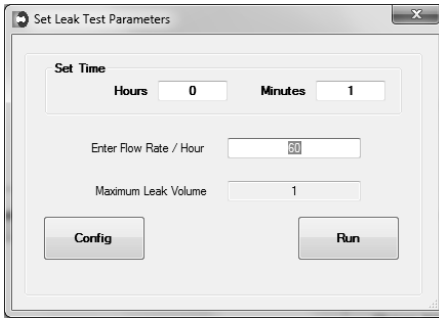 Set Leak Test Parameters
Set Time
Hours 0 Minutes 1
Enter Flow Rate / Hour 60
Maximum Leak Volume 1
Config Run